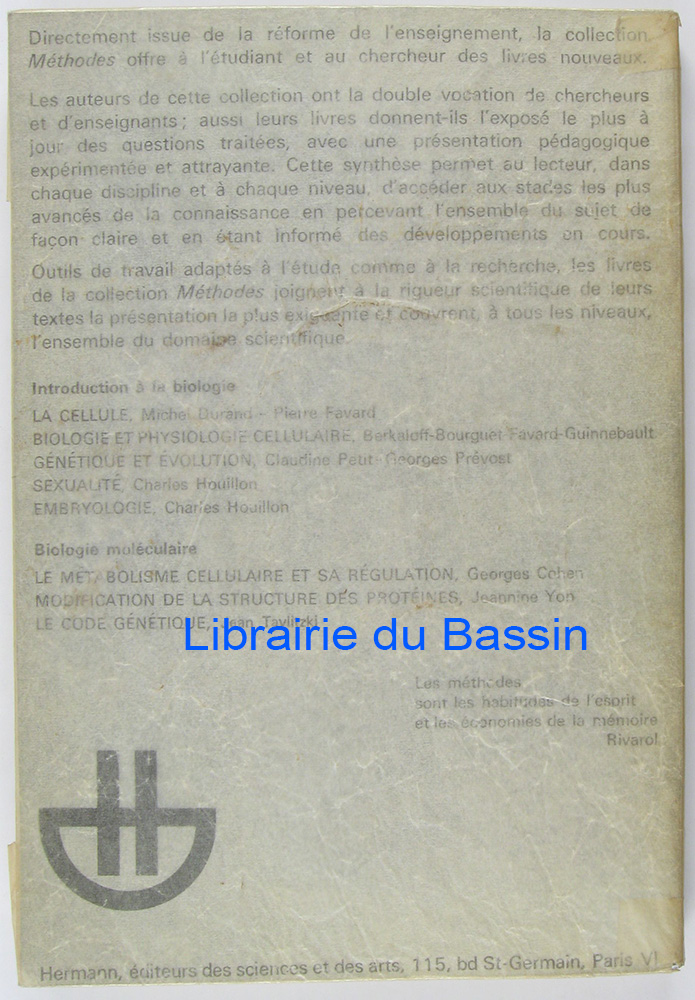 Directement issue de la réforme de l'enseignement, la collection
Méthodes offre à l'étudiant et au chercheur des livres nouveaux.
Les auteurs de cette collection ont la double vocation de chercheurs
et d'enseignants; aussi leurs livres donnent-ils l'exposé le plus à
jour des questions traitées, avec une présentation pédagogique
expérimentée et attrayante. Cette synthèse permet au lecteur, dans
chaque discipline et à chaque niveau, d'accéder aux stades les plus
avancés de la connaissance en percevant l'ensemble du sujet de
façon claire et en étant informé des développements en cours.
Outils de travail adaptés à l'étude comme à la recherche, les livres
de la collection Méthodes joignent à la rigueur scientifique de leurs
textes la présentation la plus exigeante et couvrent, à tous les niveaux,
l'ensemble du domaine scientifique.
Introduction à la biologie
LA CELLULE, Michel Durand - Pierre Favard
BIOLOGIE ET PHYSIOLOGIE CELLULAIRE, Berkaloff-Bourguet-Favard-Guinnebault
GÉNÉTIQUE ET ÉVOLUTION, Claudine Petit-Georges Prévost
SEXUALITÉ, Charles Houillon
EMBRYOLOGIE, Charles Houillon
Biologie moléculaire
LE MÉTABOLISME CELLULAIRE ET SA RÉGULATION, Georges Cohen
MODIFICATION DE LA STRUCTURE DES PROTÉINES, Jeannine Yon
LE CODE GÉNÉTIQUE, Jean Tavlitzki
Librairie du Bassin
Les méthodes
sont les habitudes de l'esprit
et les économies de la mémoire
Rivarol
Hermann, éditeurs des sciences et des arts, 115, bd St-Germain, Paris VI